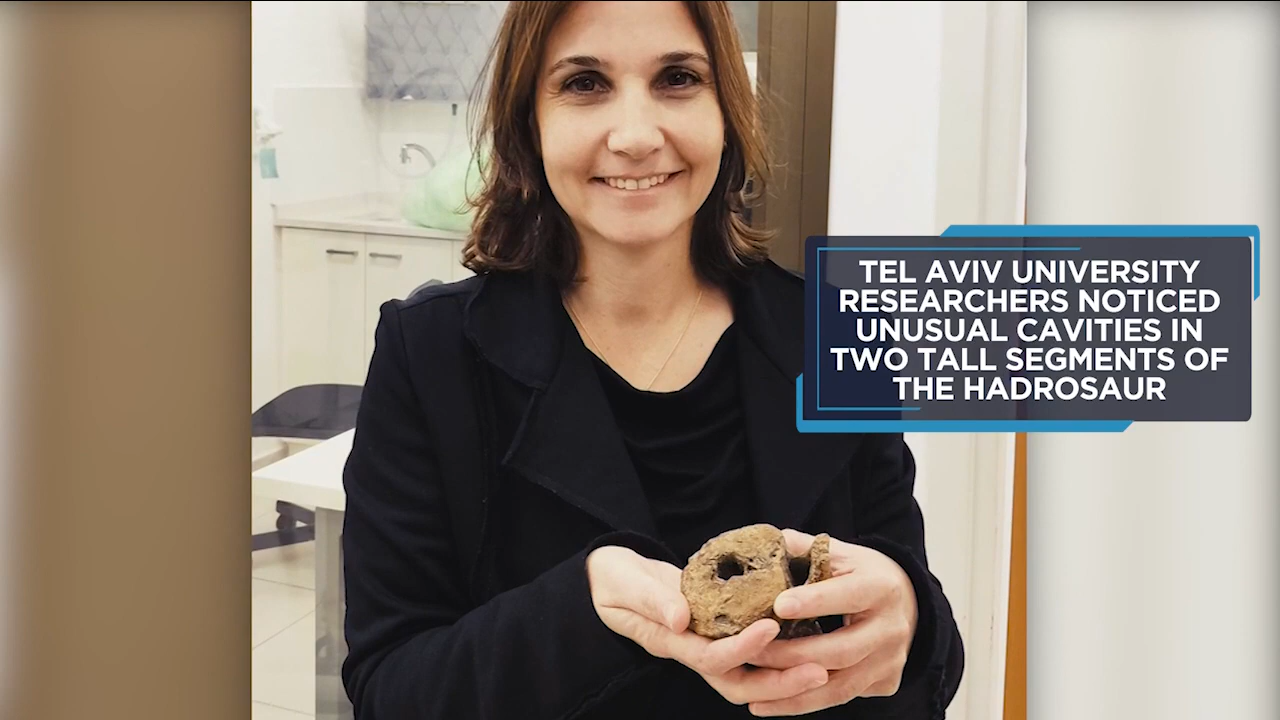 TEL AVIV UNIVERSITY
RESEARCHERS NOTICED
UNUSUAL CAVITIES IN
TWO TALL SEGMENTS OF
THE HADROSAUR